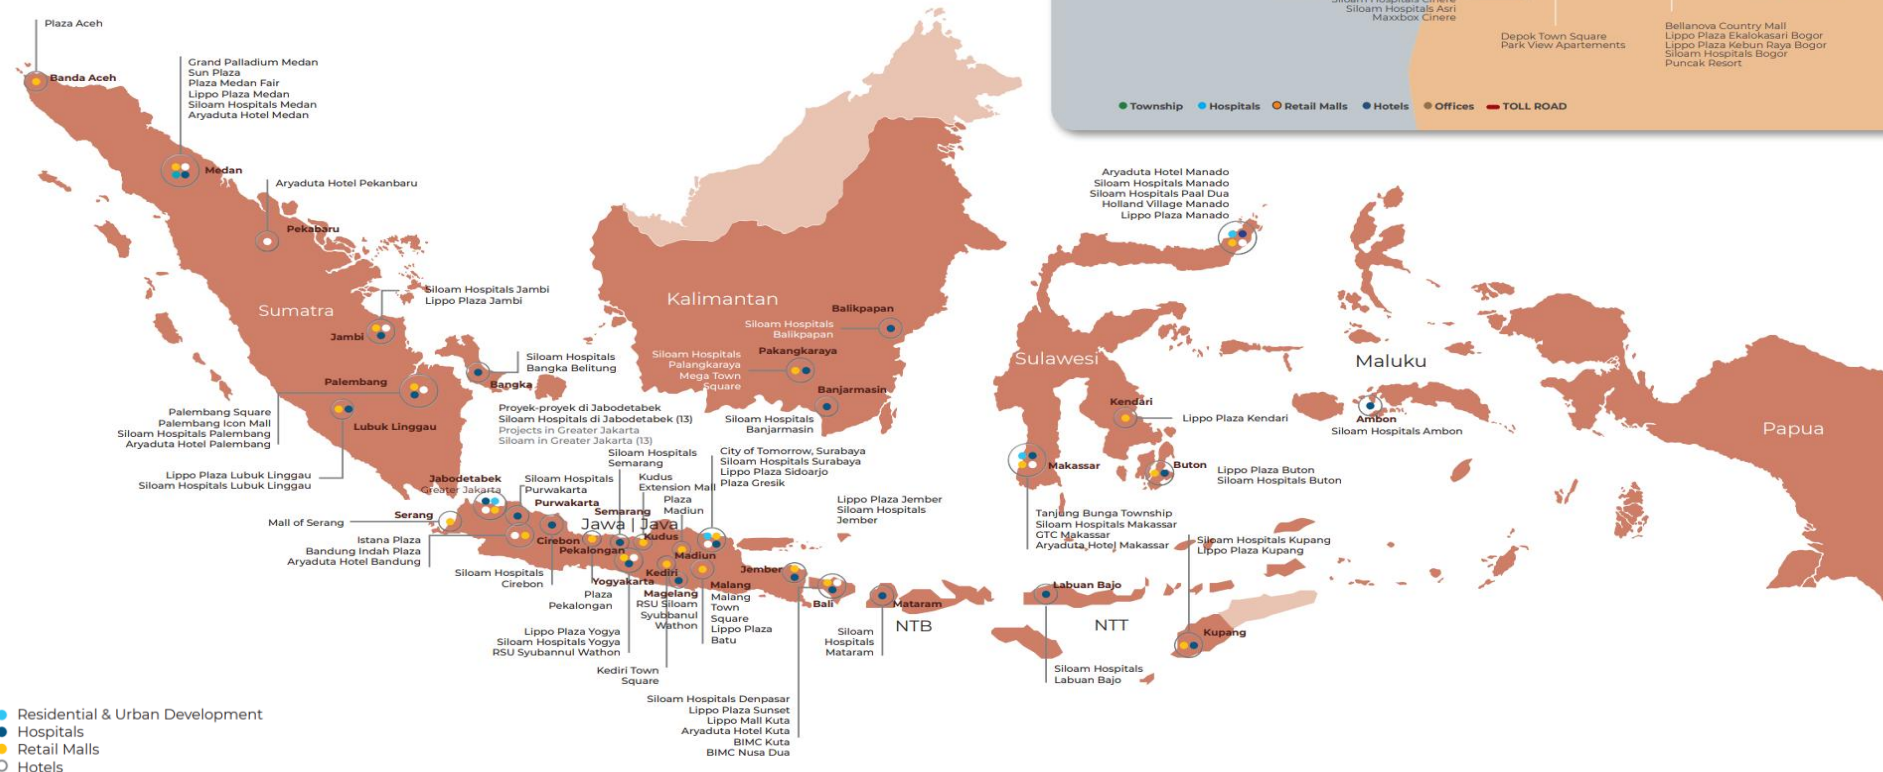 Plaza Aceh
Banda Aceh
Grand Palladium Medan
Sun Plaza
Plaza Medan Fair
Lippo Plaza Medan
Siloam Hospitals Medan
Aryaduta Hotel Medan
Medan
Aryaduta Hotel Pekanbaru
Pekabaru
Sumatra
Siloam Hospitals Jambi
Lippo Plaza Jambi
Jambi
Siloam Hospitals
Bangka Belitung
Bangka
Palembang
Palembang Square
Palembang Icon Mall
Siloam Hospitals Palembang
Aryaduta Hotel Palembang
Lubuk Linggau
Lippo Plaza Lubuk Linggau
Siloam Hospitals Lubuk Linggau
Kalimantan
Balikpapan
Siloam Hospitals
Balikpapan
Pakangkaraya
Siloam Hospitals
Palangkaraya
Mega Town
Square
Banjarmasin
Siloam Hospitals
Banjarmasin
Proyek-proyek di Jabodetabek
Siloam Hospitals di Jabodetabek (13)
Projects in Greater Jakarta
Siloam in Greater Jakarta (13)
Jabodetabek
Greater Jakarta
Serang
Mall of Serang
Istana Plaza
Bandung Indah Plaza
Aryaduta Hotel Bandung
Siloam Hospitals
Purwakarta
Purwakarta
Siloam Hospitals
Cirebon
Cirebon
Siloam Hospitals
Semarang
Semarang
Jawa | Java
Kudus
Extension Mall
Kudus
Plaza
Madiun
Madiun
City of Tomorrow, Surabaya
Siloam Hospitals Surabaya
Lippo Plaza Sidoarjo
Plaza Gresik
Pekalongan
Plaza
Pekalongan
Yogyakarta
Lippo Plaza Yogya
Siloam Hospitals Yogya
RSU Syubannul Wathon
Kediri
Kediri Town
Square
Magelang
RSU Siloam
Syubbanul
Wathon
Malang
Malang
Town
Square
Lippo Plaza
Batu
Lippo Plaza Jember
Siloam Hospitals
Jember
Jember
Bali
Siloam Hospitals Denpasar
Lippo Plaza Sunset
Lippo Mall Kuta
Aryaduta Hotel Kuta
BIMC Kuta
BIMC Nusa Dua
Mataram
Siloam
Hospitals
Mataram
NTB
NTT
Labuan Bajo
Siloam Hospitals
Labuan Bajo
Kupang
Siloam Hospitals Kupang
Lippo Plaza Kupang
Aryaduta Hotel Manado
Siloam Hospitals Manado
Siloam Hospitals Paal Dua
Holland Village Manado
Lippo Plaza Manado
Sulawesi
Kendari
Lippo Plaza Kendari
Makassar
Tanjung Bunga Township
Siloam Hospitals Makassar
GTC Makassar
Aryaduta Hotel Makassar
Buton
Lippo Plaza Buton
Siloam Hospitals Buton
Maluku
Ambon
Siloam Hospitals Ambon
Papua
Siloam Hospitals Cinere
Siloam Hospitals Asri
Maxxbox Cinere
Depok Town Square
Park View Apartements
Bellanova Country Mall
Lippo Plaza Ekalokasari Bogor
Lippo Plaza Kebun Raya Bogor
Siloam Hospitals Bogor
Puncak Resort
Township
Hospitals
Retail Malls
Hotels
Offices
TOLL ROAD
Residential & Urban Development
Hospitals
Retail Malls
Hotels